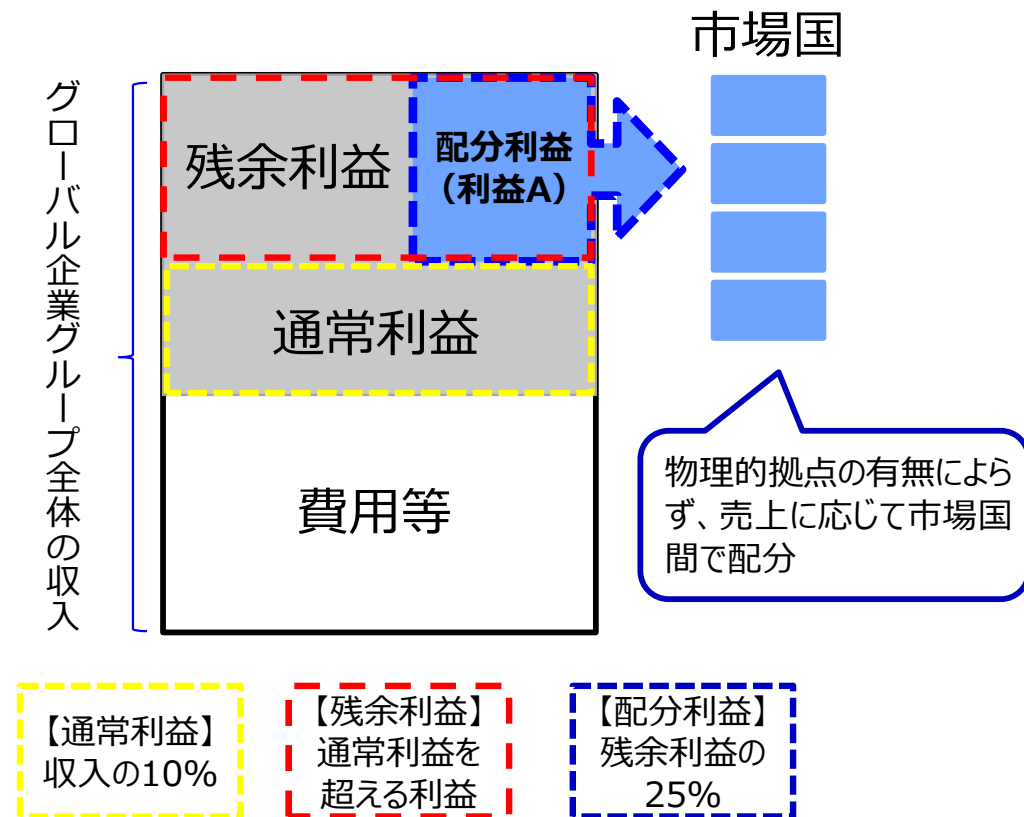 市場国
グローバル企業グループ全体の収入
残余利益
配分利益
（利益A）
通常利益
費用等
物理的拠点の有無によら
ず、売上に応じて市場国
間で配分
【通常利益】
収入の10%
【残余利益】
通常利益を
超える利益
【配分利益】
残余利益の
25%